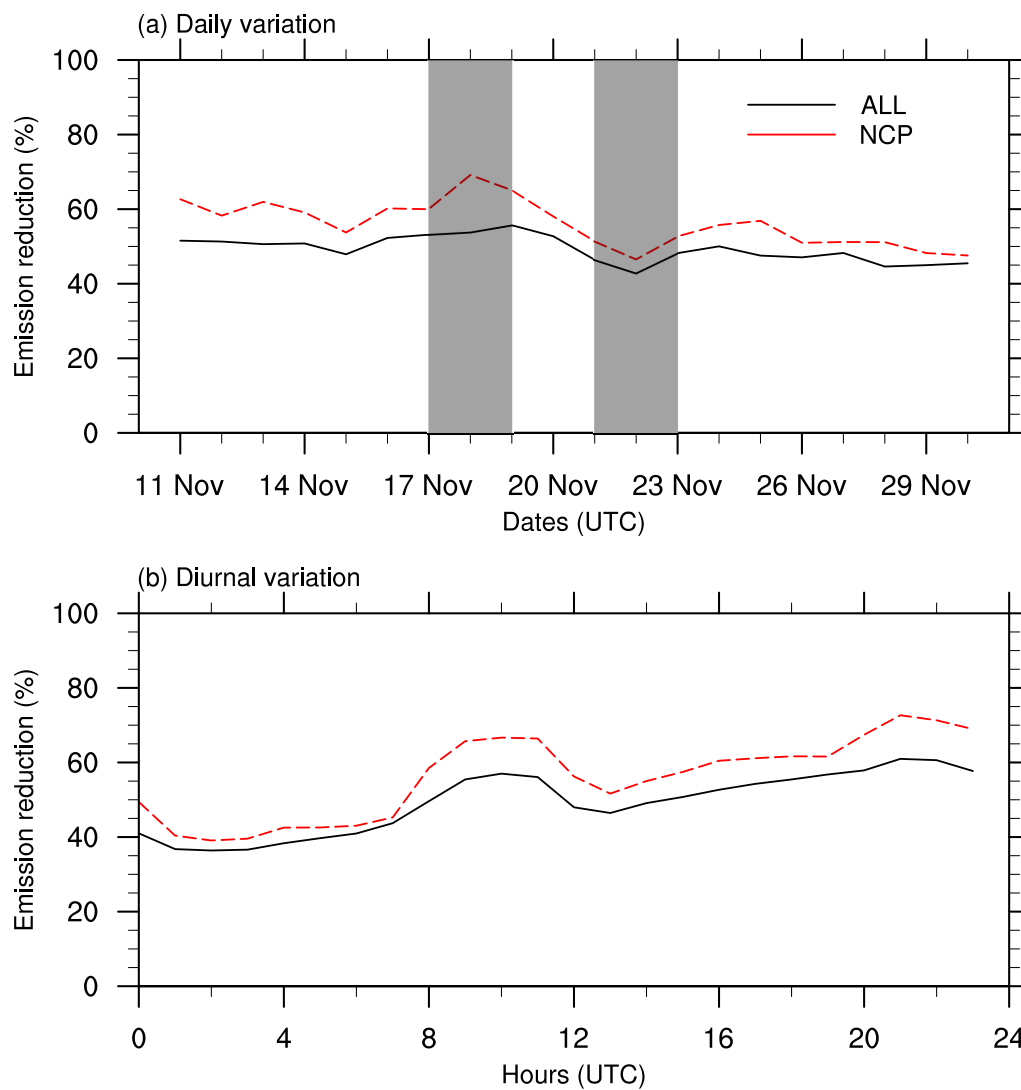 (a) Daily variation
100
80
60
40
20
0
Emission reduction (%)
ALL
NCP
11 Nov 14 Nov 17 Nov 20 Nov 23 Nov 26 Nov 29 Nov
Dates (UTC)
(b) Diurnal variation
100
80
60
40
20
0
Emission reduction (%)
0 4 8 12 16 20 24
Hours (UTC)